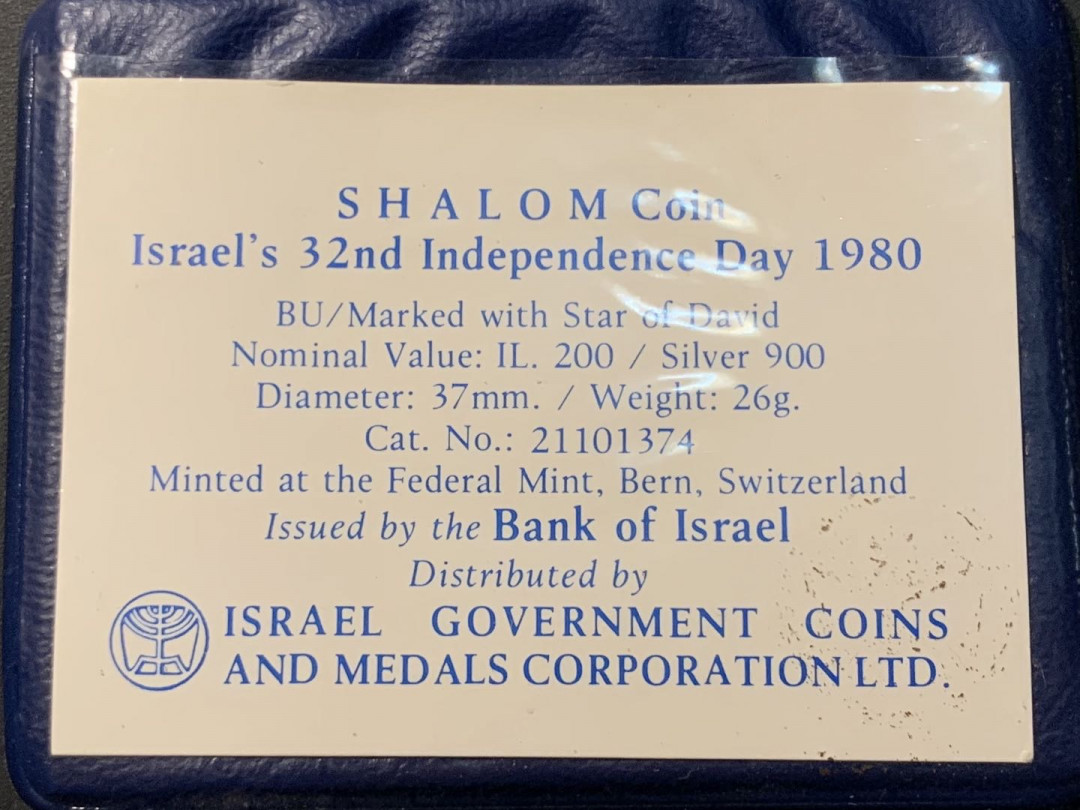 SHALOM Coin
Israel's 32nd Independence Day 1980
BU/Marked with Star of David
Nominal Value: IL. 200 / Silver 900
Diameter: 37mm. / Weight: 26g.
Cat. No.: 21101374
Minted at the Federal Mint, Bern, Switzerland
Issued by the Bank of Israel
Distributed by
ISRAEL GOVERNMENT COINS
AND MEDALS CORPORATION LTD.